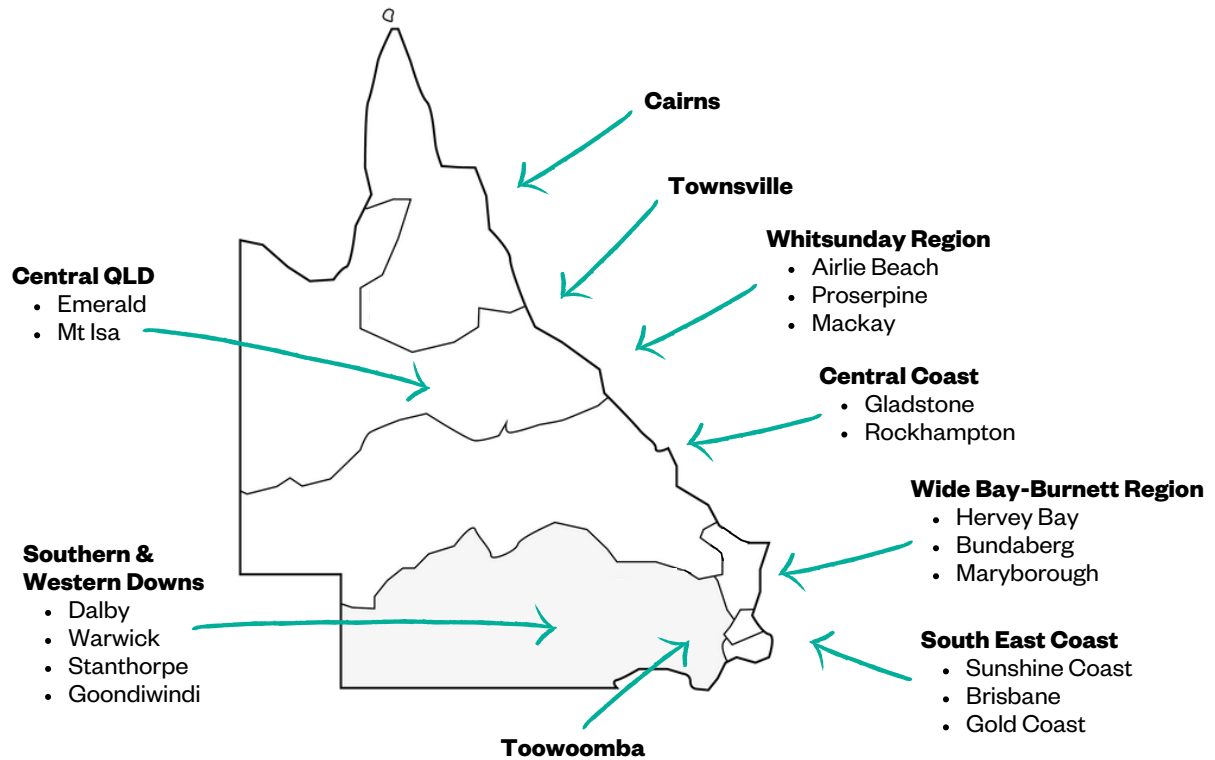 Cairns
Townsville
Whitsunday Region
• Airlie Beach
• Proserpine
• Mackay
Central QLD
• Emerald
• Mt Isa
Central Coast
• Gladstone
• Rockhampton
Wide Bay-Burnett Region
• Hervey Bay
• Bundaberg
• Maryborough
Southern &
Western Downs
• Dalby
• Warwick
• Stanthorpe
• Goondiwindi
South East Coast
• Sunshine Coast
• Brisbane
• Gold Coast
Toowoomba